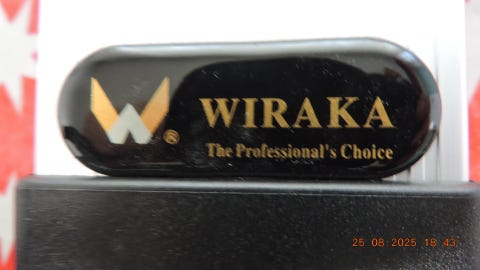 WIRAKA
®
The Professional's Choice
25 08 2025 18 43